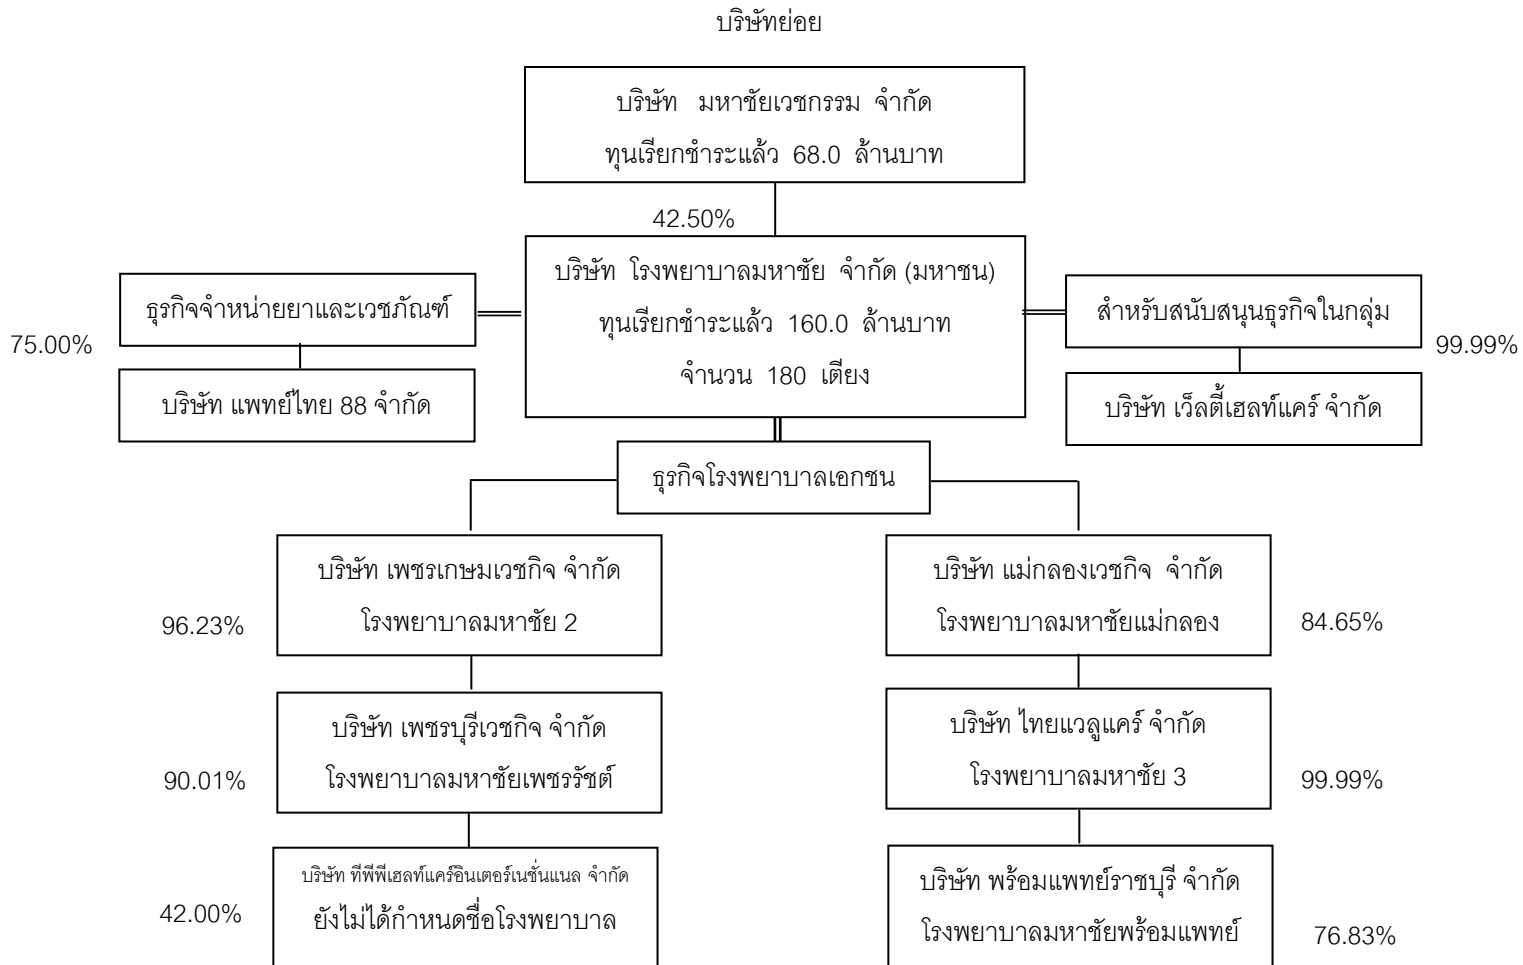 บริษัทย่อย
บริษัท มหาชัยเวชกรรม จำกัด
ทุนเรียกชำระแล้ว 68.0 ล้านบาท
42.50%
บริษัท โรงพยาบาลมหาชัย จำกัด (มหาชน)
ทุนเรียกชำระแล้ว 160.0 ล้านบาท
จำนวน 180 เตียง
ธุรกิจจำหน่ายยาและเวชภัณฑ์
75.00%
บริษัท แพทย์ไทย 88 จำกัด
สำหรับสนับสนุนธุรกิจในกลุ่ม
99.99%
บริษัท เว็ลตี้เฮลท์แคร์ จำกัด
ธุรกิจโรงพยาบาลเอกชน
บริษัท เพชรเกษมเวชกิจ จำกัด
โรงพยาบาลมหาชัย 2
96.23%
บริษัท แม่กลองเวชกิจ จำกัด
โรงพยาบาลมหาชัยแม่กลอง
84.65%
บริษัท เพชรบุรีเวชกิจ จำกัด
โรงพยาบาลมหาชัยเพชรรัชต์
90.01%
บริษัท ไทยแวลูแคร์ จำกัด
โรงพยาบาลมหาชัย 3
99.99%
บริษัท ทีพีพีเฮลท์แคร์อินเตอร์เนชั่นแนล จำกัด
ยังไม่ได้กำหนดชื่อโรงพยาบาล
42.00%
บริษัท พร้อมแพทย์ราชบุรี จำกัด
โรงพยาบาลมหาชัยพร้อมแพทย์
76.83%